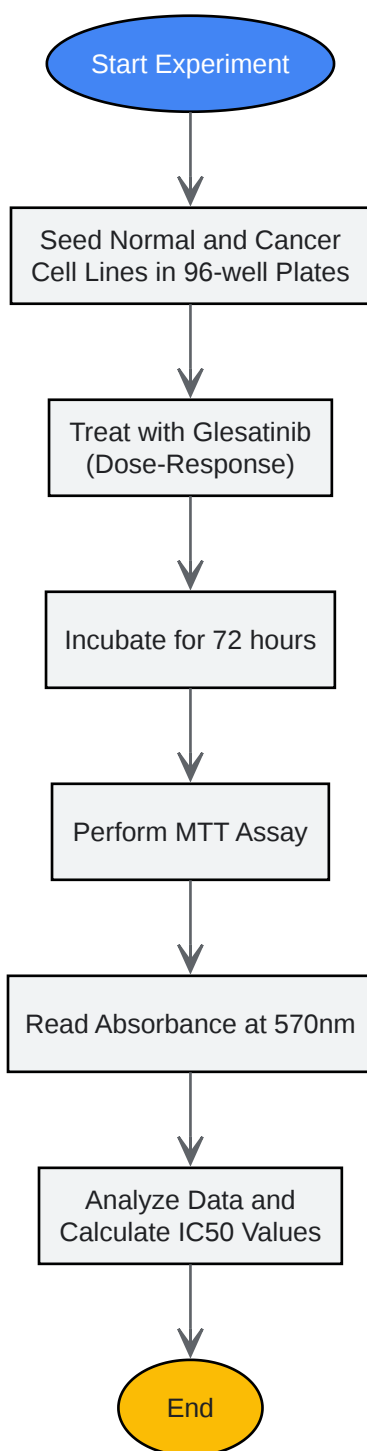 Start Experiment
Seed Normal and Cancer
Cell Lines in 96-well Plates
Treat with Glesatinib
(Dose-Response)
Incubate for 72 hours
Perform MTT Assay
Read Absorbance at 570nm
Analyze Data and
Calculate IC50 Values
End